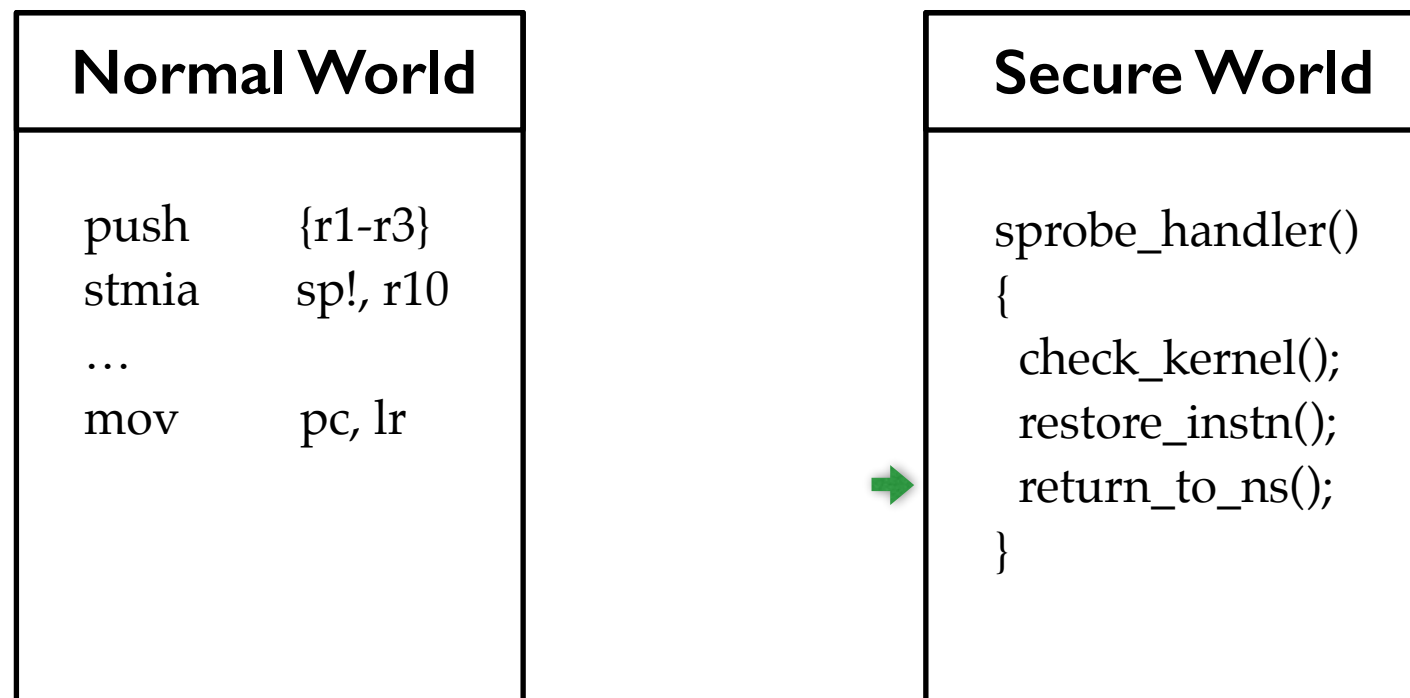 Normal World
push {r1-r3}
stmia sp!, r10
…
mov pc, lr
Secure World
sprobe_handler()
{
check_kernel();
restore_instn();
return_to_ns();
}